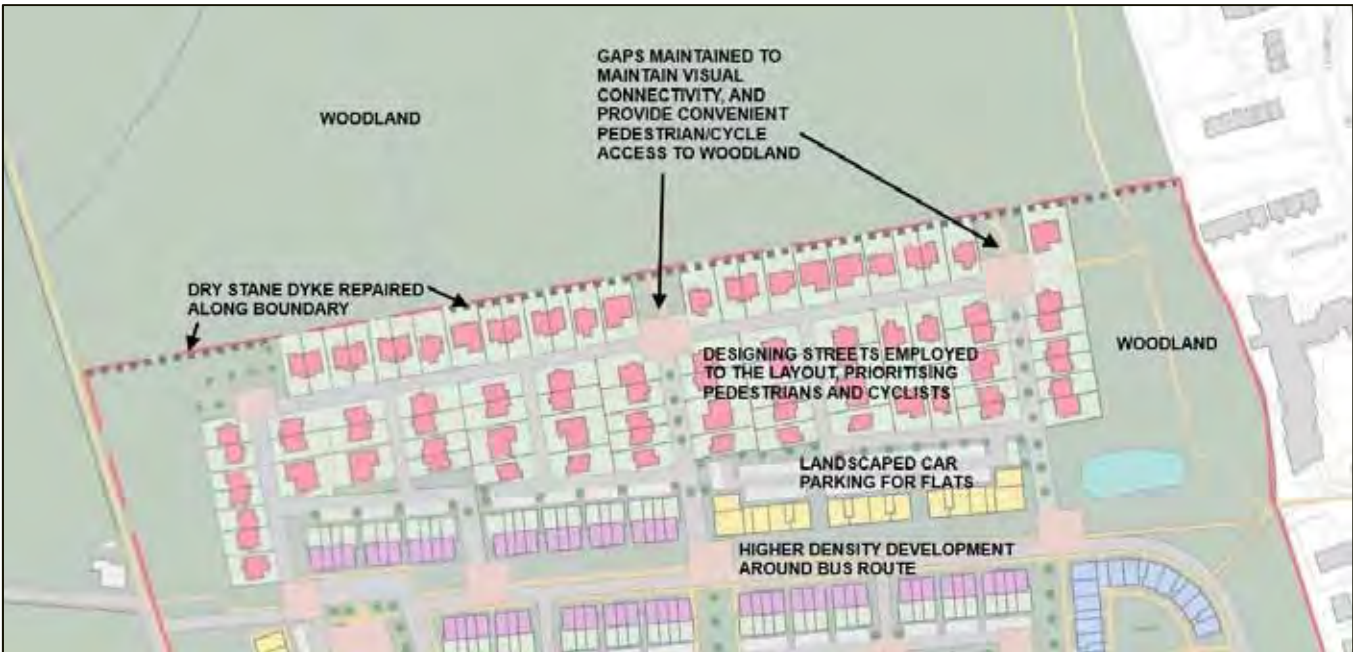 GAPS MAINTAINED TO
MAINTAIN VISUAL
CONNECTIVITY, AND
PROVIDE CONVENIENT
PEDESTRIAN/CYCLE
ACCESS TO WOODLAND
WOODLAND
DRY STANE DYKE REPAIRED
ALONG BOUNDARY
WOODLAND
DESIGNING STREETS EMPLOYED
TO THE LAYOUT, PRIORITISING
PEDESTRIANS AND CYCLISTS
LANDSCAPED CAR
PARKING FOR FLATS
HIGHER DENSITY DEVELOPMENT
AROUND BUS ROUTE